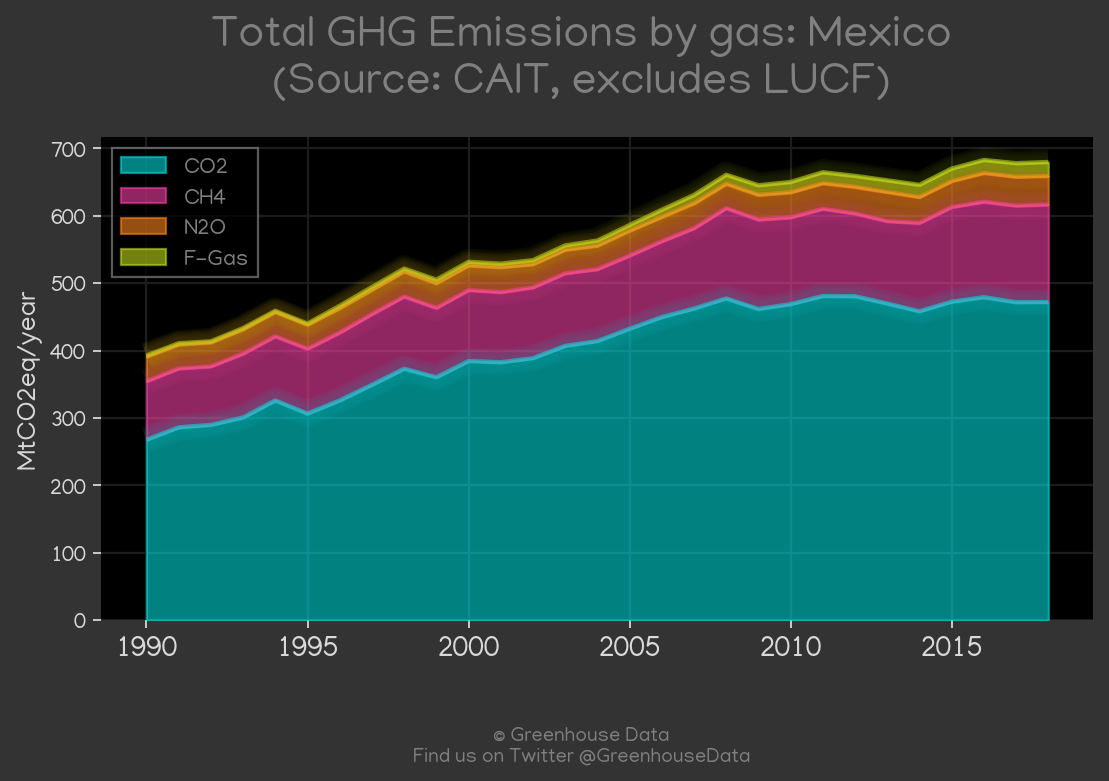 Total GHG Emissions by gas: Mexico
(Source: CAIT, excludes LUCF)
CO2
CH4
N2O
F-Gas
MtCO2eq/year
700
600
500
400
300
200
100
0
1990 1995 2000 2005 2010 2015
© Greenhouse Data
Find us on Twitter @GreenhouseData